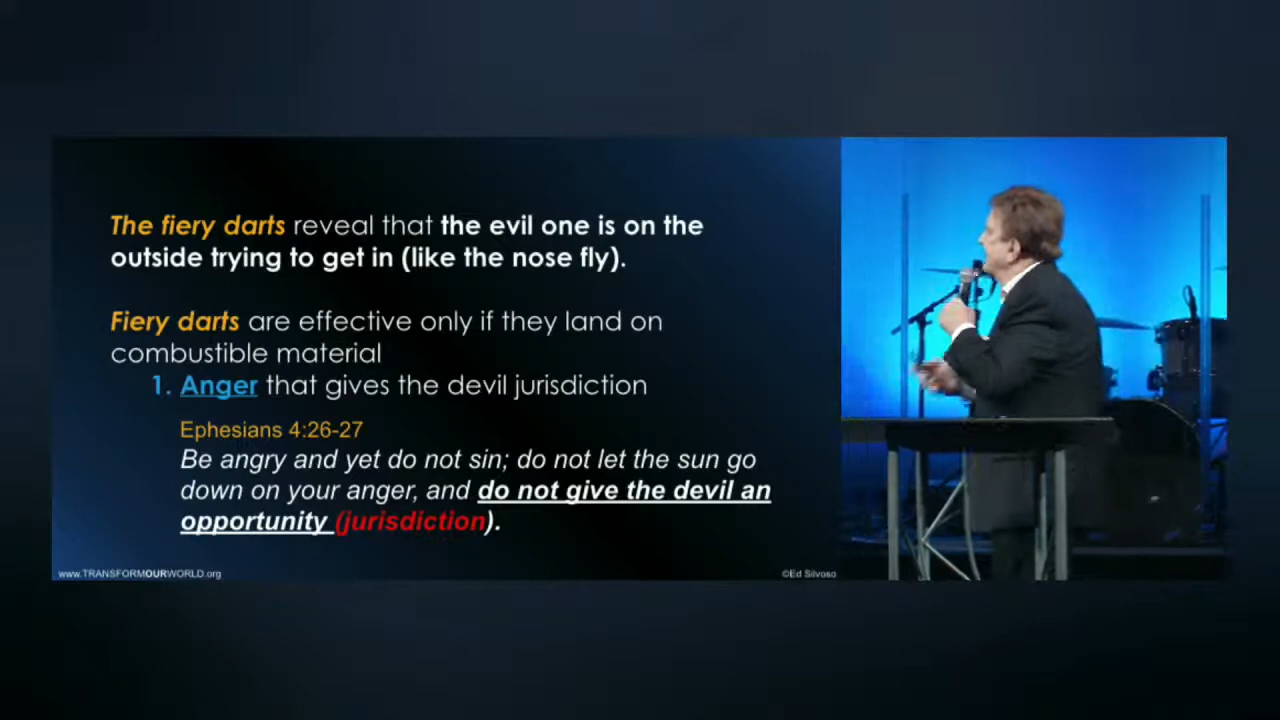 The fiery darts reveal that the evil one is on the
outside trying to get in (like the nose fly).
Fiery darts are effective only if they land on
combustible material
1. Anger that gives the devil jurisdiction
Ephesians 4:26-27
Be angry and yet do not sin; do not let the sun go
down on your anger, and do not give the devil an
opportunity (jurisdiction).
www.TRANSFORMOURWORLD.org
©Ed Silvoso